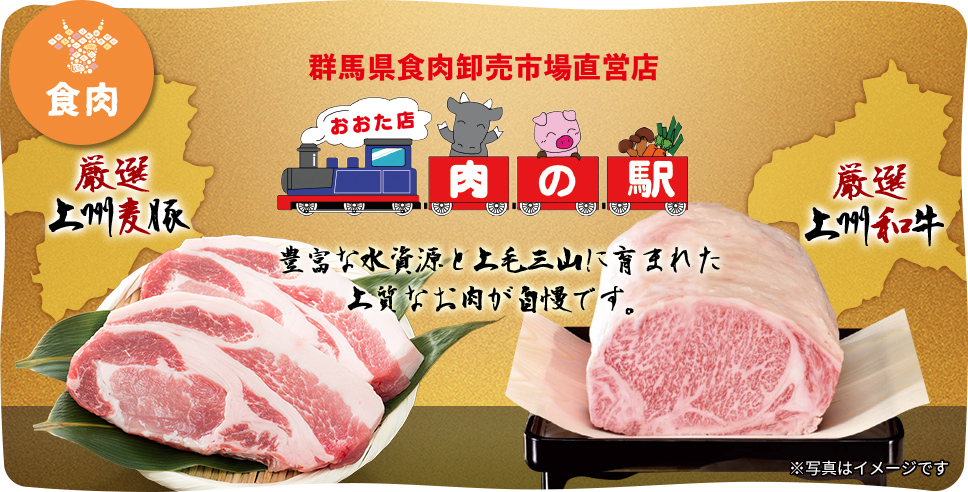 食肉
群馬県食肉卸売市場直営店
おおた店
肉の駅
厳選
上州麦豚
厳選
上州和牛
豊富な水資源と上毛三山に育まれた
上質なお肉が自慢です。
※写真はイメージです